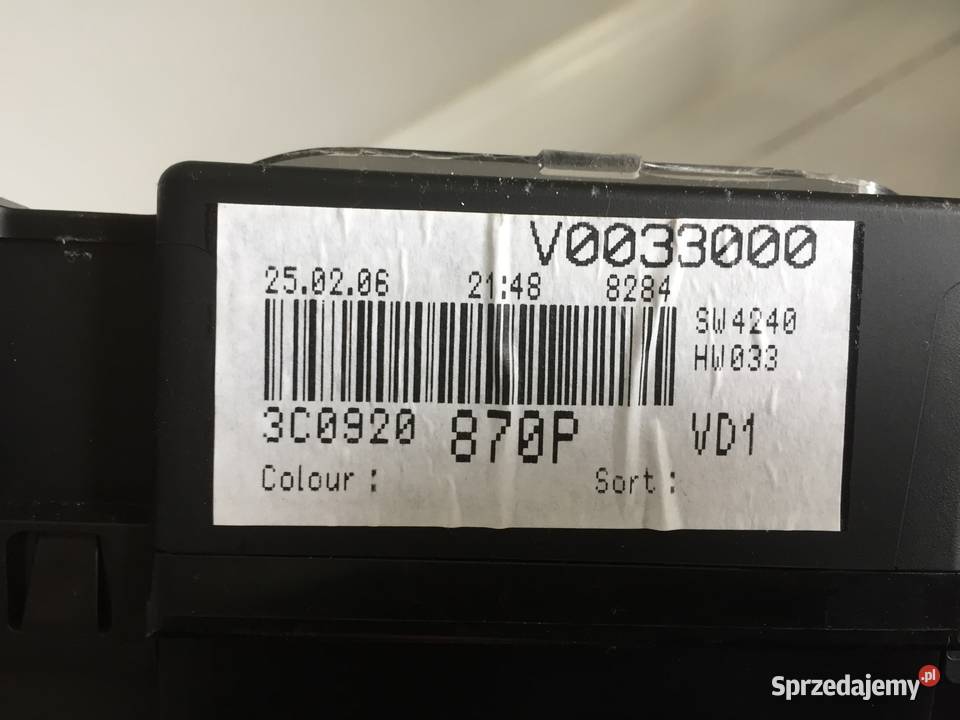 V0033000
25.02.06 21:48 8284
SW4240
HW033
3C0920 870P VD1
Colour : Sort :
Sprzedajemy.pl